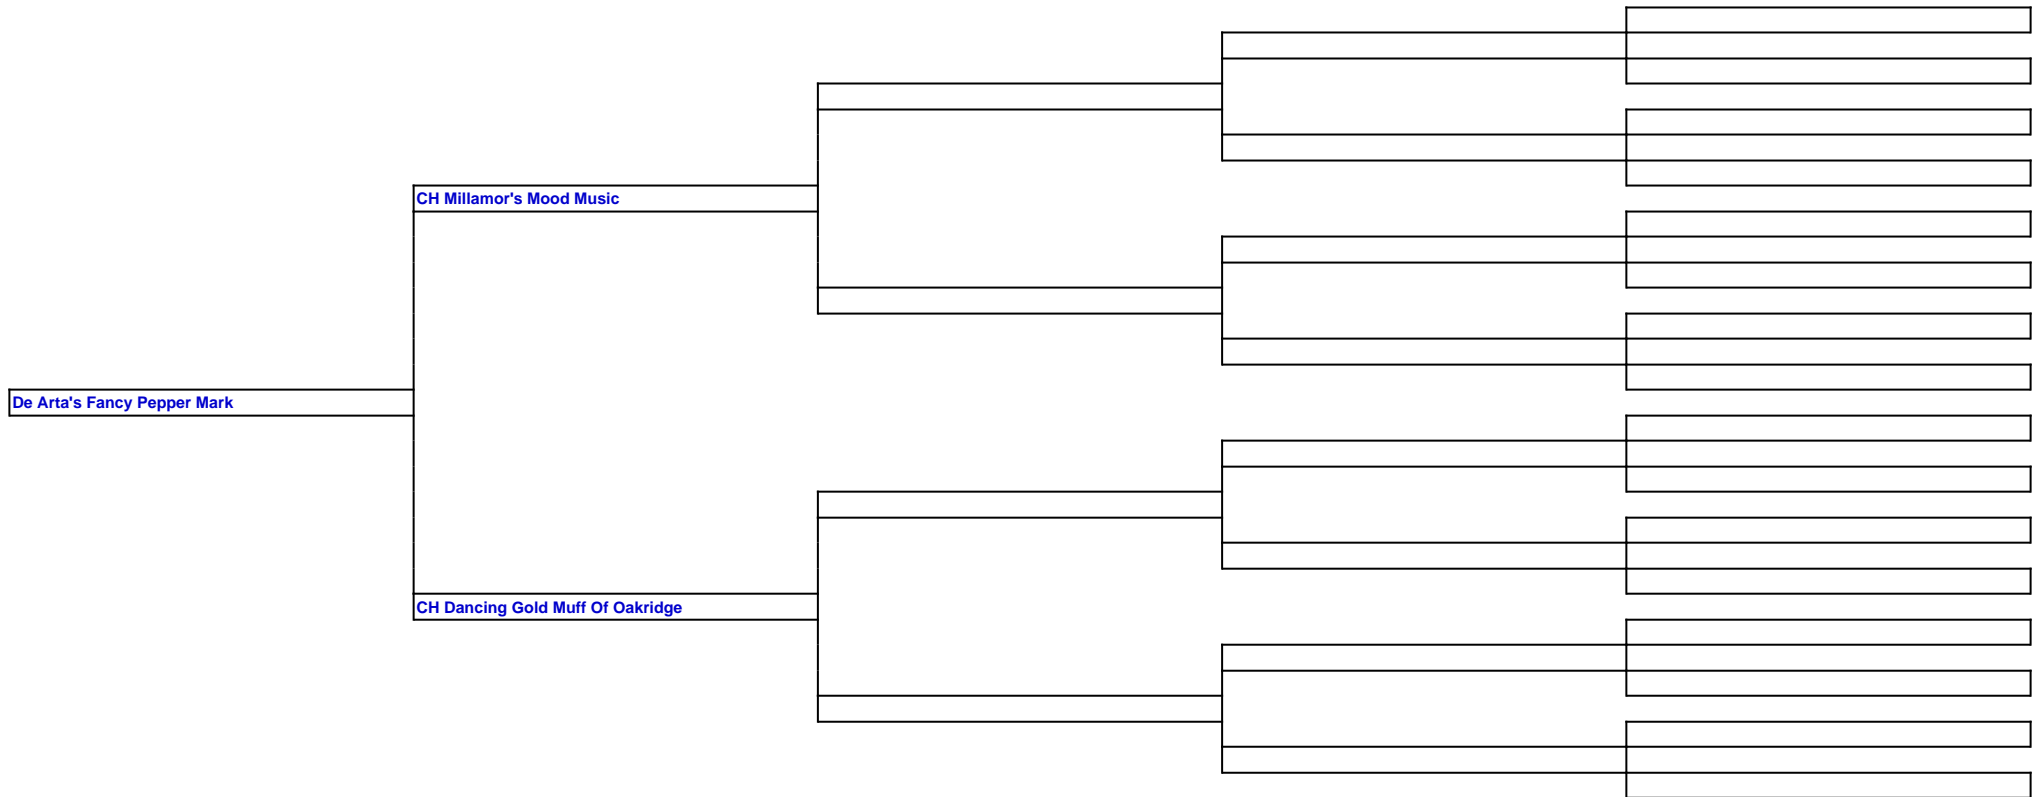 CH Millamor's Mood Music
De Arta's Fancy Pepper Mark
CH Dancing Gold Muff Of Oakridge